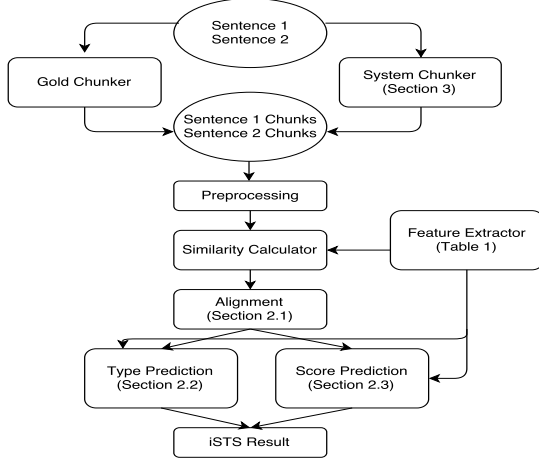 Sentence 1
Sentence 2
Gold Chunker
System Chunker
(Section 3)
Sentence 1 Chunks
Sentence 2 Chunks
Preprocessing
Similarity Calculator
Feature Extractor
(Table 1)
Alignment
(Section 2.1)
Type Prediction
(Section 2.2)
Score Prediction
(Section 2.3)
iSTS Result